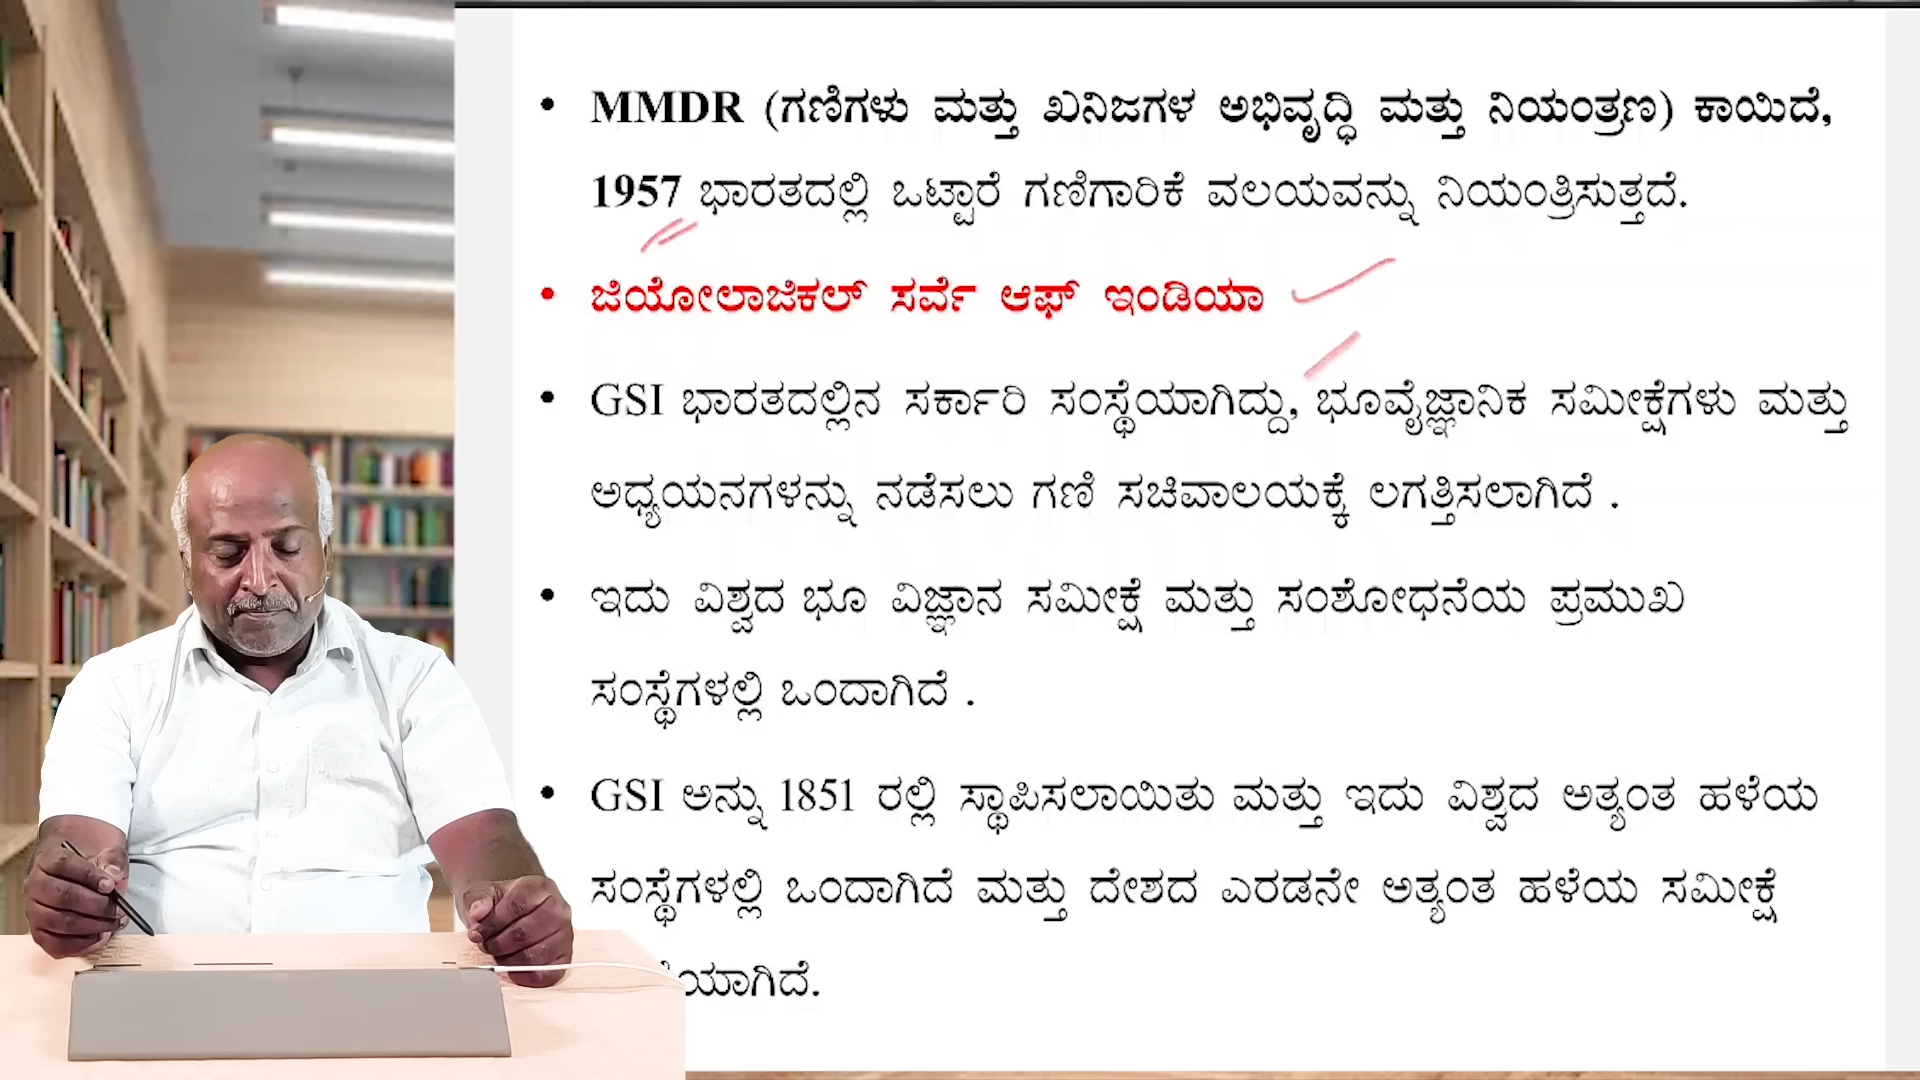 • MMDR (ಗಣಿಗಳು ಮತ್ತು ಖನಿಜಗಳ ಅಭಿವೃದ್ಧಿ ಮತ್ತು ನಿಯಂತ್ರಣ) ಕಾಯಿದೆ,
1957 ಭಾರತದಲ್ಲಿ ಒಟ್ಟಾರೆ ಗಣಿಗಾರಿಕೆ ವಲಯವನ್ನು ನಿಯಂತ್ರಿಸುತ್ತದೆ.
• ಜಿಯೋಲಾಜಿಕಲ್ ಸರ್ವೆ ಆಫ್ ಇಂಡಿಯಾ
• GSI ಭಾರತದಲ್ಲಿನ ಸರ್ಕಾರಿ ಸಂಸ್ಥೆಯಾಗಿದ್ದು, ಭೂವೈಜ್ಞಾನಿಕ ಸಮೀಕ್ಷೆಗಳು ಮತ್ತು
ಅಧ್ಯಯನಗಳನ್ನು ನಡೆಸಲು ಗಣಿ ಸಚಿವಾಲಯಕ್ಕೆ ಲಗತ್ತಿಸಲಾಗಿದೆ .
• ಇದು ವಿಶ್ವದ ಭೂ ವಿಜ್ಞಾನ ಸಮೀಕ್ಷೆ ಮತ್ತು ಸಂಶೋಧನೆಯ ಪ್ರಮುಖ
ಸಂಸ್ಥೆಗಳಲ್ಲಿ ಒಂದಾಗಿದೆ .
• GSI ಅನ್ನು 1851 ರಲ್ಲಿ ಸ್ಥಾಪಿಸಲಾಯಿತು ಮತ್ತು ಇದು ವಿಶ್ವದ ಅತ್ಯಂತ ಹಳೆಯ
ಸಂಸ್ಥೆಗಳಲ್ಲಿ ಒಂದಾಗಿದೆ ಮತ್ತು ದೇಶದ ಎರಡನೇ ಅತ್ಯಂತ ಹಳೆಯ ಸಮೀಕ್ಷೆ